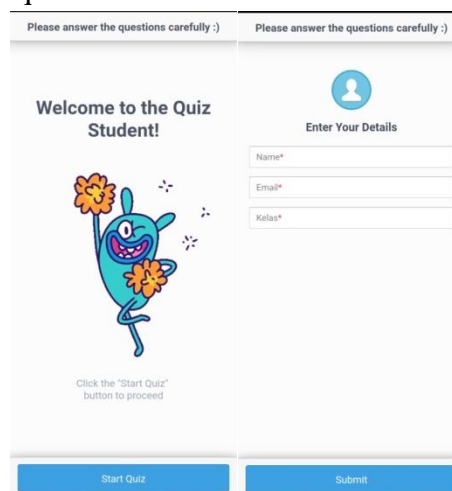 Please answer the questions carefully :)
Welcome to the Quiz
Student!
Click the "Start Quiz"
button to proceed
Start Quiz
Please answer the questions carefully :)
Enter Your Details
Name*
Email*
Kelas*
Submit